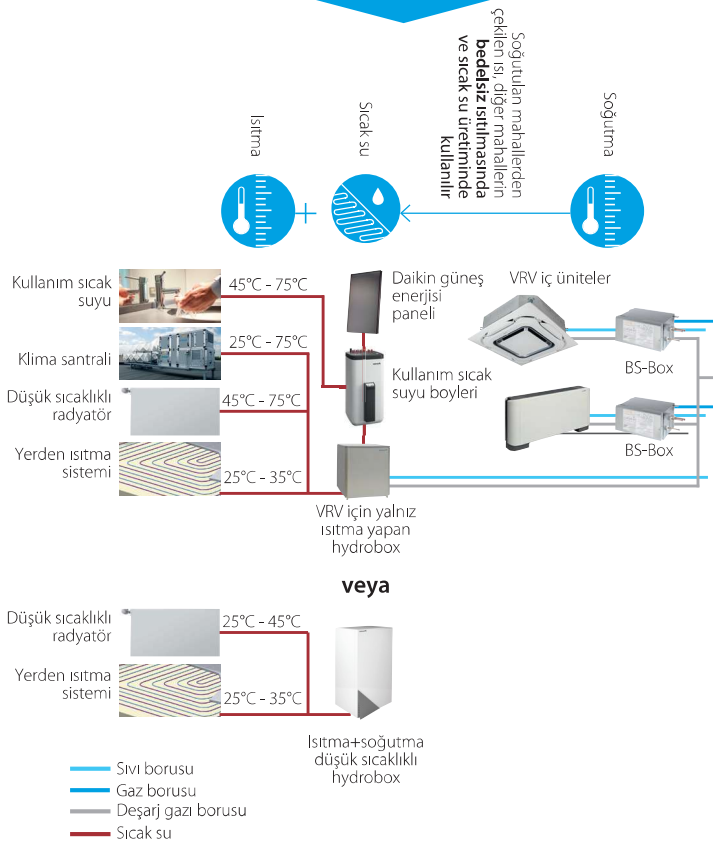 Isıtma
Sıcak su
Soğutulan mahallerden
çekilen ısı, diğer mahallerin
bedelsiz ısıtılmasında
ve sıcak su üretiminde
kullanılır
Soğutma
Kullanım sıcak
suyu
45°C - 75°C
Daikin güneş
enerjisi
paneli
VRV iç üniteler
BS-Box
Klima santrali
25°C - 75°C
Kullanım sıcak
suyu boyleri
Düşük sıcaklıklı
radyatör
45°C - 75°C
BS-Box
Yerden ısıtma
sistemi
25°C - 35°C
VRV için yalnız
ısıtma yapan
hydrobox
veya
Düşük sıcaklıklı
radyatör
25°C - 45°C
Yerden ısıtma
sistemi
25°C - 35°C
Isıtma+soğutma
düşük sıcaklıklı
hydrobox
Sıvı borusu
Gaz borusu
Deşarj gazı borusu
Sıcak su